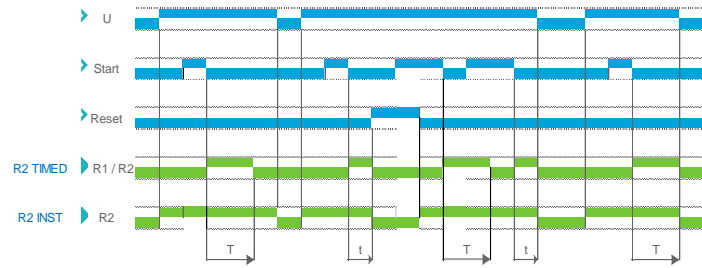 U
Start
Reset
R2 TIMED R1 / R2
R2 INST R2
T t T t T